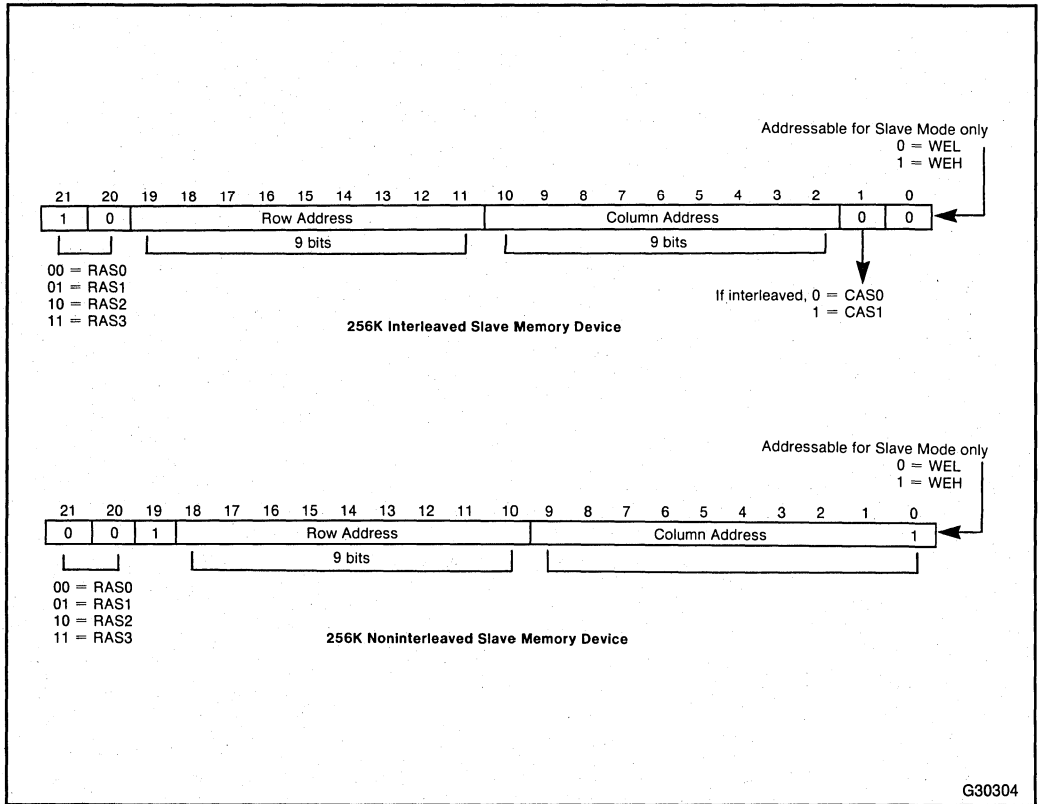 Addressable for Slave Mode only
0 = WEL
1 = WEH
21 20 19 18 17 16 15 14 13 12 11 10 9 8 7 6 5 4 3 2 1 0
1 0 Row Address Column Address 0 0
9 bits 9 bits
00 = RAS0
01 = RAS1
10 = RAS2
11 = RAS3
If interleaved, 0 = CAS0
1 = CAS1
256K Interleaved Slave Memory Device
Addressable for Slave Mode only
0 = WEL
1 = WEH
21 20 19 18 17 16 15 14 13 12 11 10 9 8 7 6 5 4 3 2 1 0
0 0 1 Row Address Column Address 1
9 bits
00 = RAS0
01 = RAS1
10 = RAS2
11 = RAS3
256K Noninterleaved Slave Memory Device
G30304